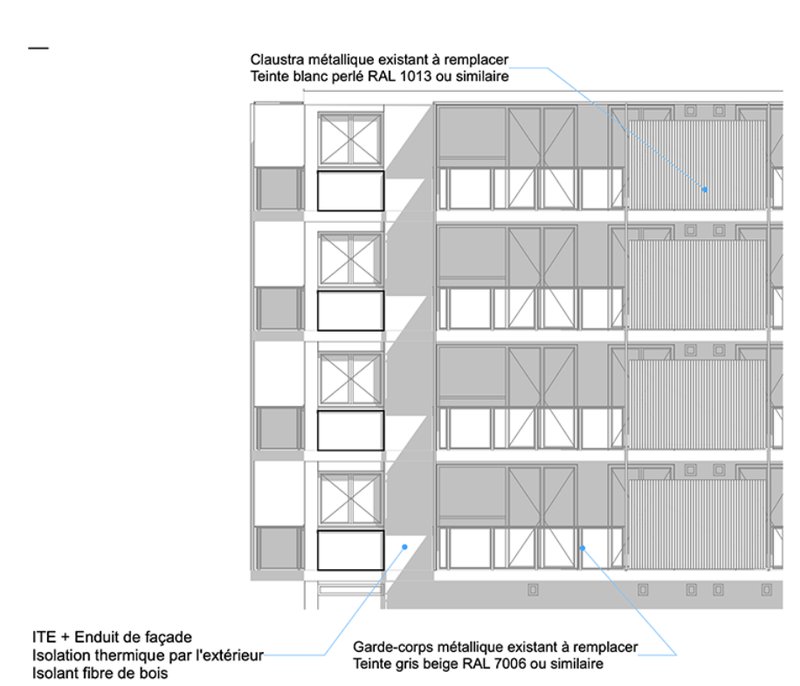 Claustra métallique existant à remplacer
Teinte blanc perlé RAL 1013 ou similaire
ITE + Enduit de façade
Isolation thermique par l'extérieur
Isolant fibre de bois
Garde-corps métallique existant à remplacer
Teinte gris beige RAL 7006 ou similaire